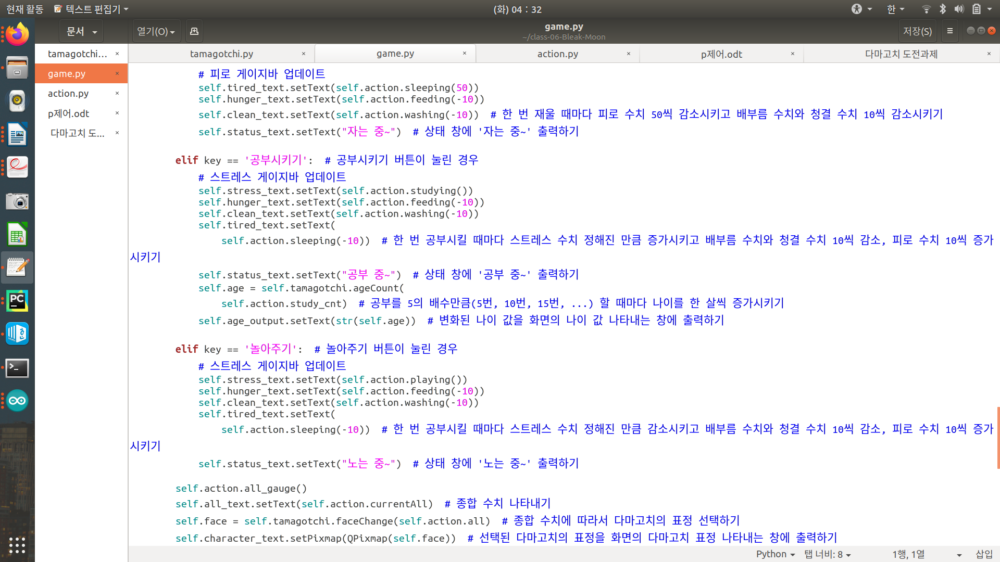 현재 활동
텍스트 편집기
(화) 04 : 32
한
문서
열기(O)
game.py
~/class-06-Bleak-Moon
저장(S)
tamagotchi...
game.py
action.py
p제어.odt
다마고치 도...
tamagotchi.py
game.py
action.py
p제어.odt
다마고치 도전과제
# 피로 게이지바 업데이트
self.tired_text.setText(self.action.sleeping(50))
self.hunger_text.setText(self.action.feeding(-10))
self.clean_text.setText(self.action.washing(-10))  # 한 번 재울 때마다 피로 수치 50씩 감소시키고 배부름 수치와 청결 수치 10씩 감소시키기
self.status_text.setText("자는 중~")  # 상태 창에 '자는 중~' 출력하기
elif key == '공부시키기':  # 공부시키기 버튼이 눌린 경우
# 스트레스 게이지바 업데이트
self.stress_text.setText(self.action.studying())
self.hunger_text.setText(self.action.feeding(-10))
self.clean_text.setText(self.action.washing(-10))
self.tired_text.setText(
self.action.sleeping(-10))  # 한 번 공부시킬 때마다 스트레스 수치 정해진 만큼 증가시키고 배부름 수치와 청결 수치 10씩 감소, 피로 수치 10씩 증가
시키기
self.status_text.setText("공부 중~")  # 상태 창에 '공부 중~' 출력하기
self.age = self.tamagotchi.ageCount(
self.action.study_cnt)  # 공부를 5의 배수만큼(5번, 10번, 15번, ...) 할 때마다 나이를 한 살씩 증가시키기
self.age_output.setText(str(self.age))  # 변화된 나이 값을 화면의 나이 값 나타내는 창에 출력하기
elif key == '놀아주기':  # 놀아주기 버튼이 눌린 경우
# 스트레스 게이지바 업데이트
self.stress_text.setText(self.action.playing())
self.hunger_text.setText(self.action.feeding(-10))
self.clean_text.setText(self.action.washing(-10))
self.tired_text.setText(
self.action.sleeping(-10))  # 한 번 공부시킬 때마다 스트레스 수치 정해진 만큼 감소시키고 배부름 수치와 청결 수치 10씩 감소, 피로 수치 10씩 증가
시키기
self.status_text.setText("노는 중~")  # 상태 창에 '노는 중~' 출력하기
self.action.all_gauge()
self.all_text.setText(self.action.currentAll)  # 종합 수치 나타내기
self.face = self.tamagotchi.faceChange(self.action.all)  # 종합 수치에 따라서 다마고치의 표정 선택하기
self.character_text.setPixmap(QPixmap(self.face))  # 선택된 다마고치의 표정을 화면의 다마고치 표정 나타내는 창에 출력하기
Python
탭 너비: 8
1행, 1열
삽입